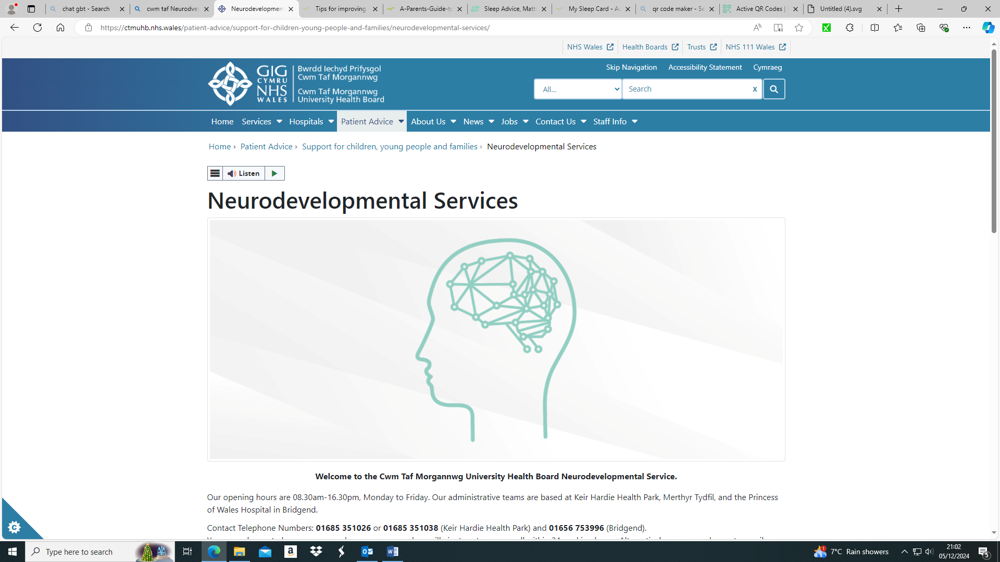 chat gbt - Search
cwm taf Neurodvel
Neurodevelopment
Tips for improving
A-Parents-Guide-to
Sleep Advice, Matt
My Sleep Card - Au
qr code maker - Se
Active QR Codes |
Untitled (4).svg
https://ctmuhb.nhs.wales/patient-advice/support-for-children-young-people-and-families/neurodevelopmental-services/
NHS Wales
Health Boards
Trusts
NHS 111 Wales
GIG
CYMRU
NHS
WALES
Bwrdd Iechyd Prifysgol
Cwm Taf Morgannwg
Cwm Taf Morgannwg
University Health Board
Skip Navigation
Accessibility Statement
Cymraeg
All...
Search
x
Home
Services
Hospitals
Patient Advice
About Us
News
Jobs
Contact Us
Staff Info
Home › Patient Advice › Support for children, young people and families › Neurodevelopmental Services
Listen
Neurodevelopmental Services
Welcome to the Cwm Taf Morgannwg University Health Board Neurodevelopmental Service.
Our opening hours are 08.30am-16.30pm, Monday to Friday. Our administrative teams are based at Keir Hardie Health Park, Merthyr Tydfil, and the Princess
of Wales Hospital in Bridgend.
Contact Telephone Numbers: 01685 351026 or 01685 351038 (Keir Hardie Health Park) and 01656 753996 (Bridgend).
C
Type here to search
a
1
7°C Rain showers
21:02
05/12/2024
5